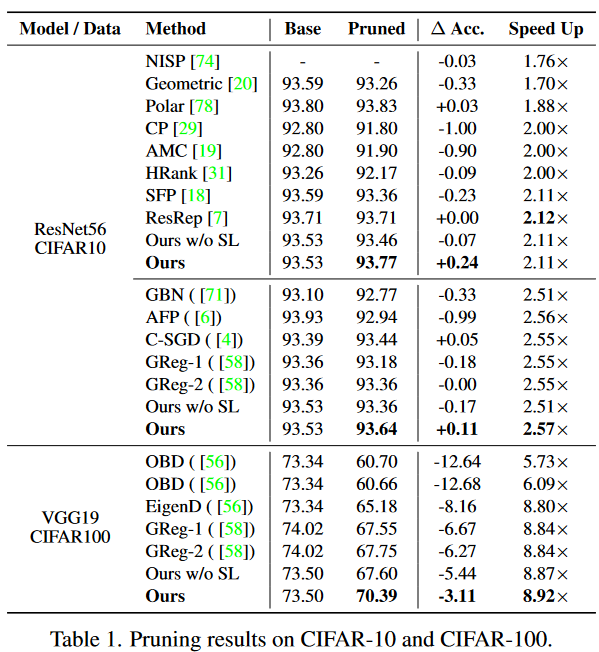 Model / Data Method Base Pruned Δ Acc. Speed Up
NISP [74] - - -0.03 1.76×
Geometric [20] 93.59 93.26 -0.33 1.70×
Polar [78] 93.80 93.83 +0.03 1.88×
CP [29] 92.80 91.80 -1.00 2.00×
AMC [19] 92.80 91.90 -0.90 2.00×
HRank [31] 93.26 92.17 -0.09 2.00×
SFP [18] 93.59 93.36 -0.23 2.11×
ResNet56
CIFAR10
ResRep [7] 93.71 93.71 +0.00 2.12×
Ours w/o SL 93.53 93.46 -0.07 2.11×
Ours 93.53 93.77 +0.24 2.11×
GBN ( [71]) 93.10 92.77 -0.33 2.51×
AFP ( [6]) 93.93 92.94 -0.99 2.56×
C-SGD ( [4]) 93.39 93.44 +0.05 2.55×
GReg-1 ( [58]) 93.36 93.18 -0.18 2.55×
GReg-2 ( [58]) 93.36 93.36 -0.00 2.55×
Ours w/o SL 93.53 93.36 -0.17 2.51×
Ours 93.53 93.64 +0.11 2.57×
OBD ( [56]) 73.34 60.70 -12.64 5.73×
OBD ( [56]) 73.34 60.66 -12.68 6.09×
VGG19
CIFAR100
EigenD ( [56]) 73.34 65.18 -8.16 8.80×
GReg-1 ( [58]) 74.02 67.55 -6.67 8.84×
GReg-2 ( [58]) 74.02 67.75 -6.27 8.84×
Ours w/o SL 73.50 67.60 -5.44 8.87×
Ours 73.50 70.39 -3.11 8.92×
Table 1. Pruning results on CIFAR-10 and CIFAR-100.